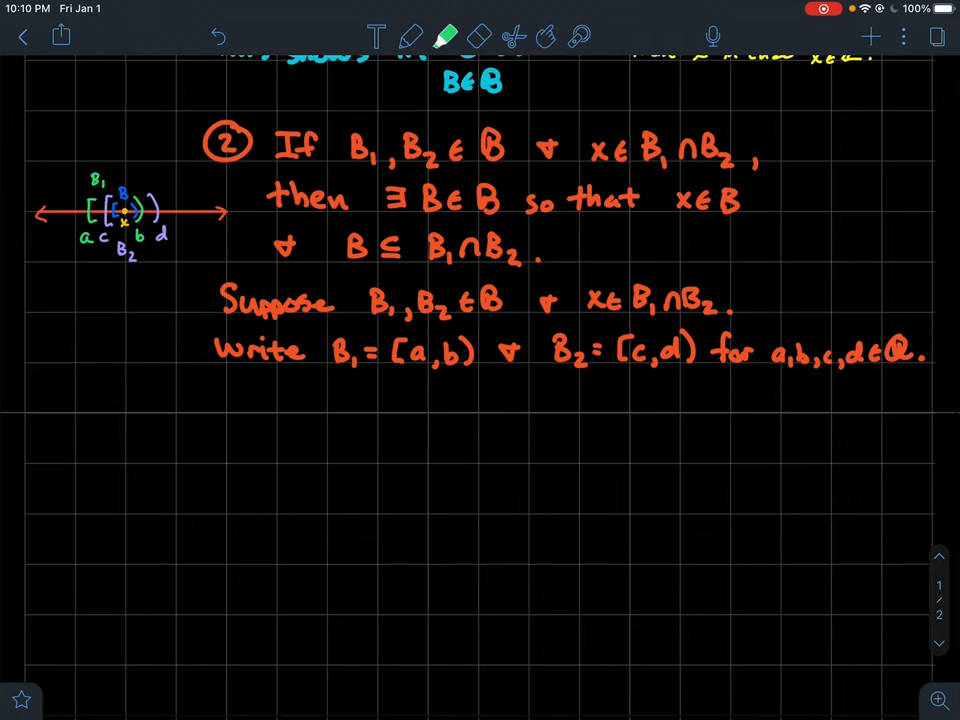 10:10 PM Fri Jan 1
100%
B∈𝔹
② If B₁, B₂ ∈ 𝔹 & x ∈ B₁ ∩ B₂,
then ∃ B ∈ 𝔹 so that x ∈ B
& B ⊆ B₁ ∩ B₂.
B₁
B
x
a c b d
B₂
Suppose B₁, B₂ ∈ 𝔹 & x ∈ B₁ ∩ B₂.
Write B₁ = [a, b) & B₂ = [c, d) for a, b, c, d ∈ ℚ.
1
/
2